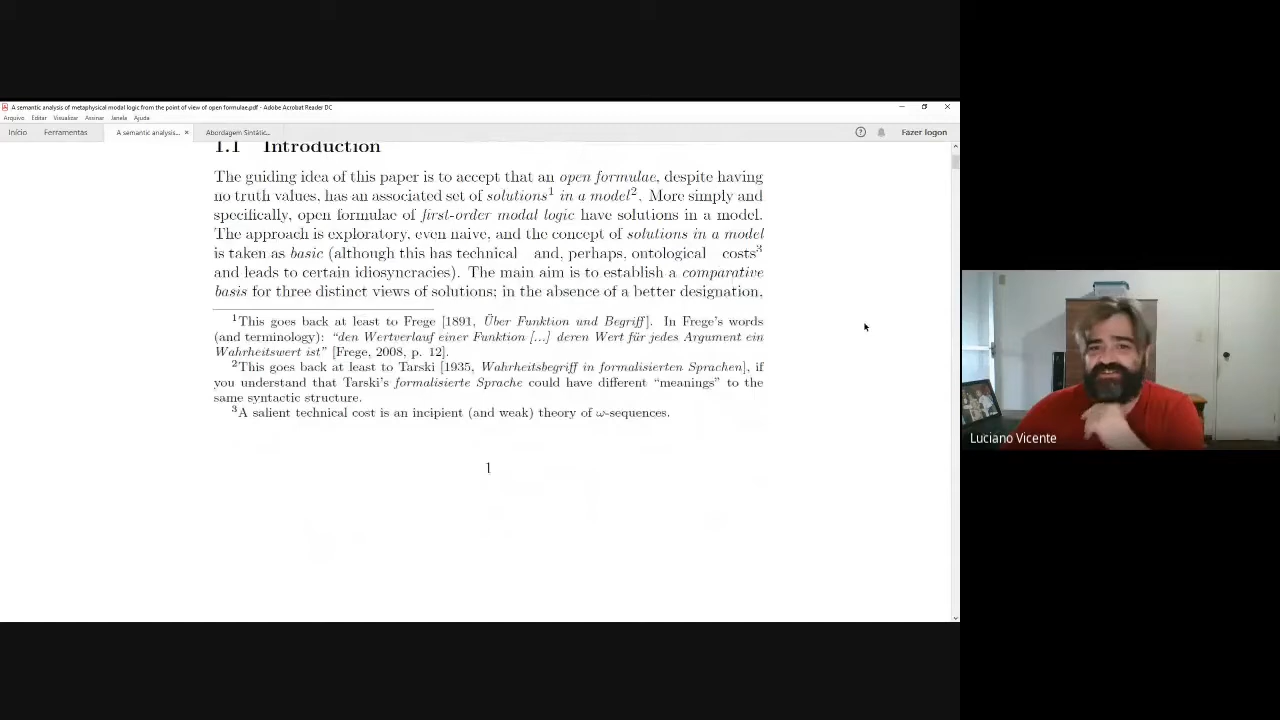 A semantic analysis of metaphysical modal logic from the point of view of open formulae.pdf - Adobe Acrobat Reader DC
Arquivo Editar Visualizar Assinar Janela Ajuda
Início Ferramentas A semantic analysis... × Abordagem Sintátic... Fazer logon
1.1 Introduction
The guiding idea of this paper is to accept that an open formulae, despite having
no truth values, has an associated set of solutions¹ in a model². More simply and
specifically, open formulae of first-order modal logic have solutions in a model.
The approach is exploratory, even naive, and the concept of solutions in a model
is taken as basic (although this has technical and, perhaps, ontological costs³
and leads to certain idiosyncracies). The main aim is to establish a comparative
basis for three distinct views of solutions; in the absence of a better designation,
¹This goes back at least to Frege [1891, Über Funktion und Begriff]. In Frege's words
(and terminology): “den Wertverlauf einer Funktion [...] deren Wert für jedes Argument ein
Wahrheitswert ist” [Frege, 2008, p. 12].
²This goes back at least to Tarski [1935, Wahrheitsbegriff in formalisierten Sprachen], if
you understand that Tarski's formalisierte Sprache could have different “meanings” to the
same syntactic structure.
³A salient technical cost is an incipient (and weak) theory of ω-sequences.
1
Luciano Vicente